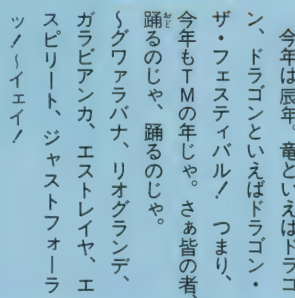 今年は辰年。竜といえばドラゴ
ン、ドラゴンといえばドラゴン・
ザ・フェスティバル! つまり、
今年もTMの年じゃ。さぁ皆の者、
踊るのじゃ、踊るのじゃ。
おど
〜グワァラバナ、リオグランデ、
ガラビアンカ、エストレイヤ、エ
スピリート、ジャストフォーラ
ッ!〜イェイ!